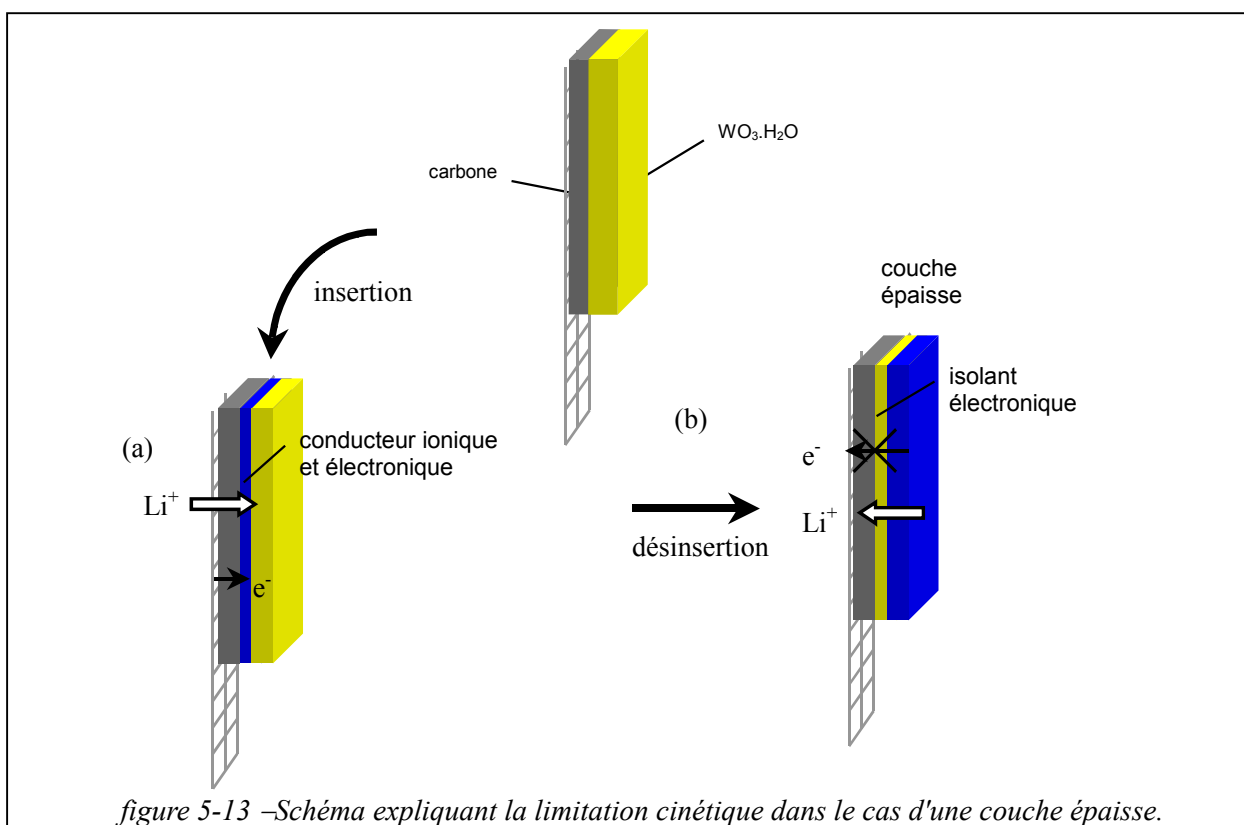 WO₃.H₂O
carbone
insertion
couche
épaisse
(a)
conducteur ionique
et électronique
Li⁺
e⁻
(b)
désinsertion
isolant
électronique
e⁻
Li⁺
figure 5-13 –Schéma expliquant la limitation cinétique dans le cas d'une couche épaisse.